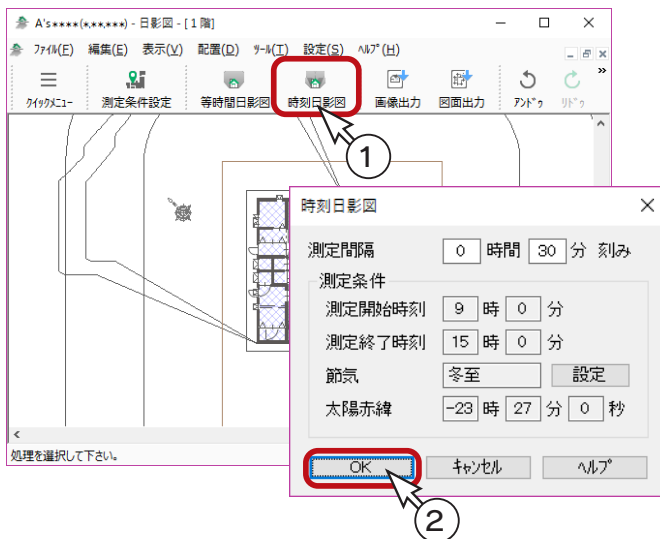 A's****(*,**,***) - 日影図 - [1 階]
ﾌｧｲﾙ(F) 編集(E) 表示(V) 配置(D) ﾂｰﾙ(T) 設定(S) ﾍﾙﾌﾟ(H)
ｸｲｯｸﾒﾆｭｰ 測定条件設定 等時間日影図 時刻日影図 画像出力 図面出力 ｱﾝﾄﾞｩ ﾘﾄﾞｩ
1
時刻日影図
測定間隔 0 時間 30 分 刻み
測定条件
測定開始時刻 9 時 0 分
測定終了時刻 15 時 0 分
節気 冬至 設定
太陽赤緯 -23 時 27 分 0 秒
OK ｷｬﾝｾﾙ ﾍﾙﾌﾟ
2
処理を選択して下さい。